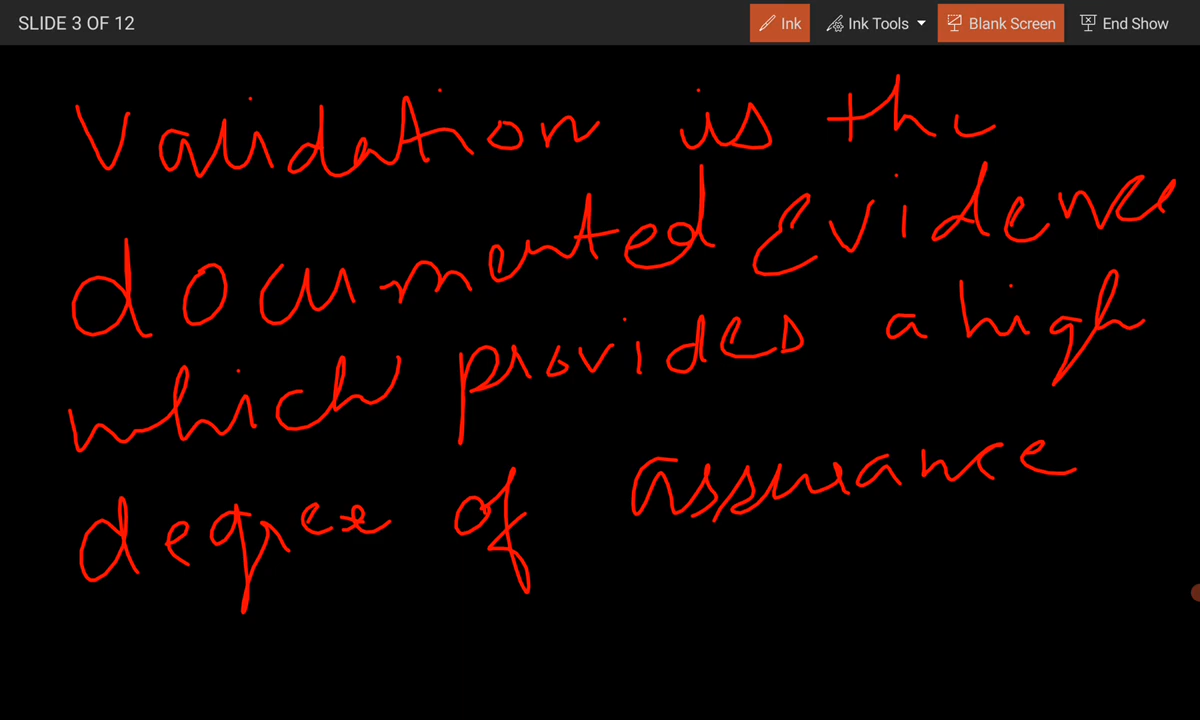 SLIDE 3 OF 12 Ink Ink Tools Blank Screen End Show
Validation is the
documented Evidence
which provides a high
degree of assurance